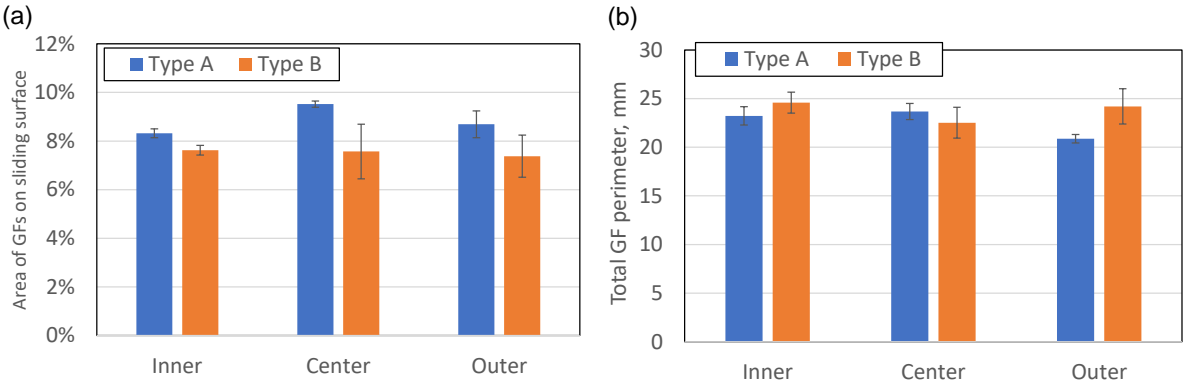 (a)
12%
10%
8%
6%
4%
2%
0%
Area of GFs on sliding surface
Type A Type B
Inner Center Outer
(b)
30
25
20
15
10
5
0
Total GF perimeter, mm
Type A Type B
Inner Center Outer